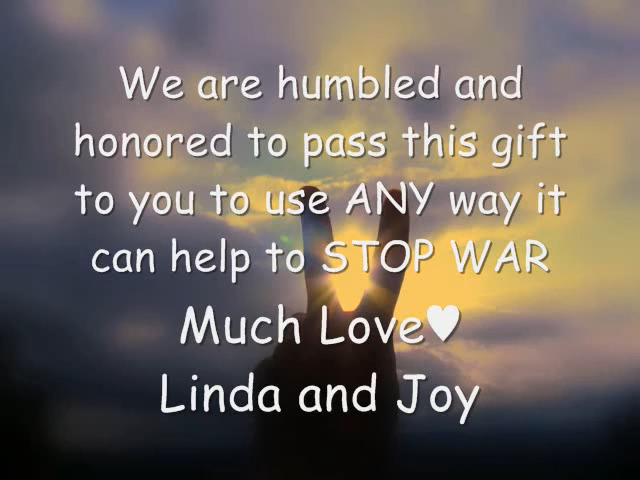 We are humbled and
honored to pass this gift
to you to use ANY way it
can help to STOP WAR
Much Love♥
Linda and Joy